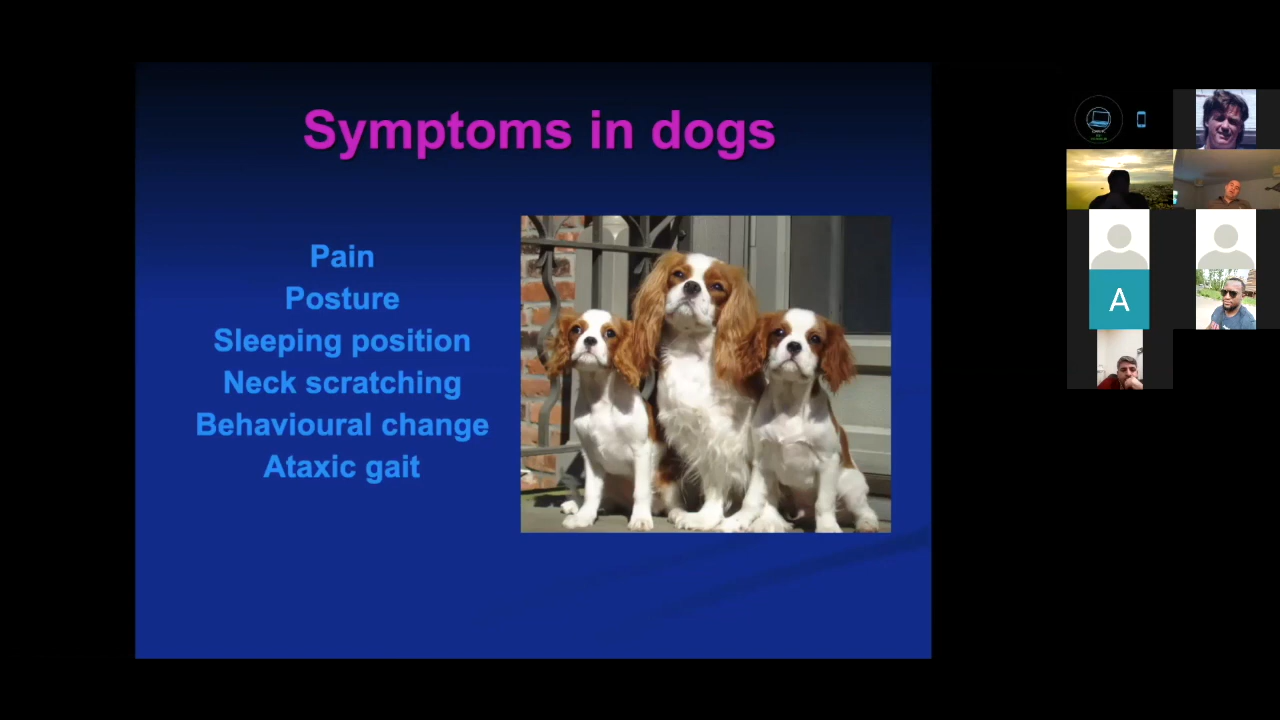 Symptoms in dogs
Pain
Posture
Sleeping position
Neck scratching
Behavioural change
Ataxic gait
A